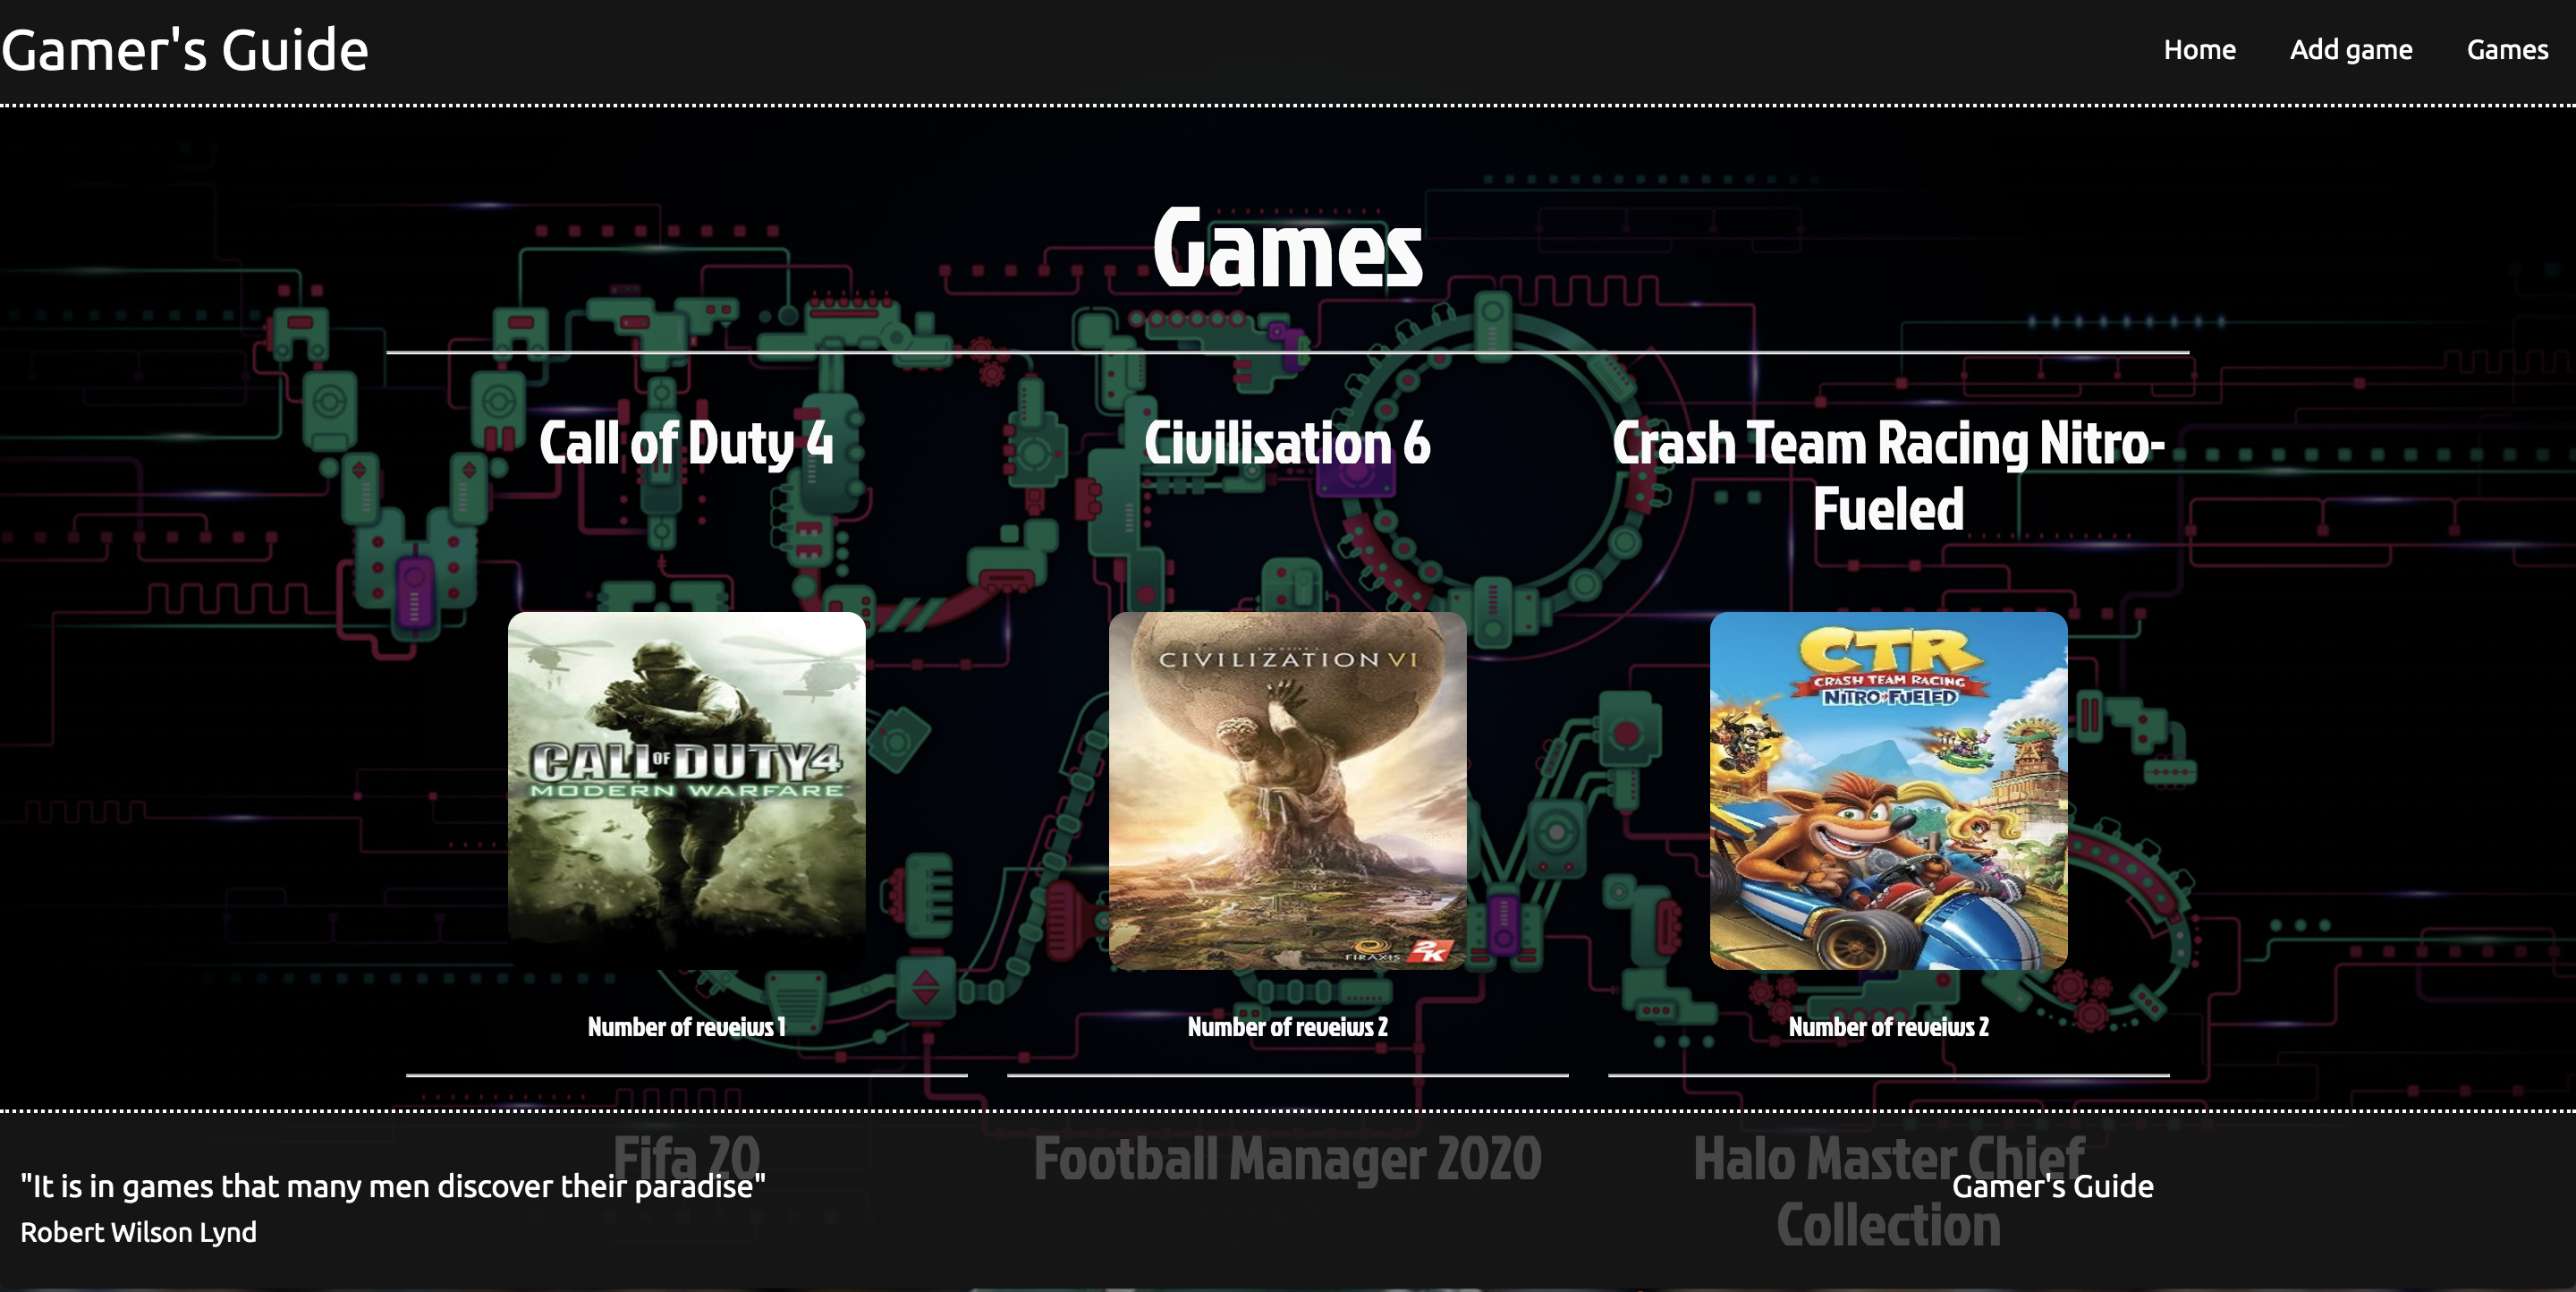 Gamer's Guide
Home
Add game
Games
Games
Call of Duty 4
Civilisation 6
Crash Team Racing Nitro-
Fueled
CALL OF DUTY 4
MODERN WARFARE
CIVILIZATION VI
FIRAXIS
2K
CTR
CRASH TEAM RACING
NITRO-FUELED
Number of reveiws 1
Number of reveiws 2
Number of reveiws 2
Fifa 20
Football Manager 2020
Halo Master Chief
Collection
"It is in games that many men discover their paradise"
Robert Wilson Lynd
Gamer's Guide